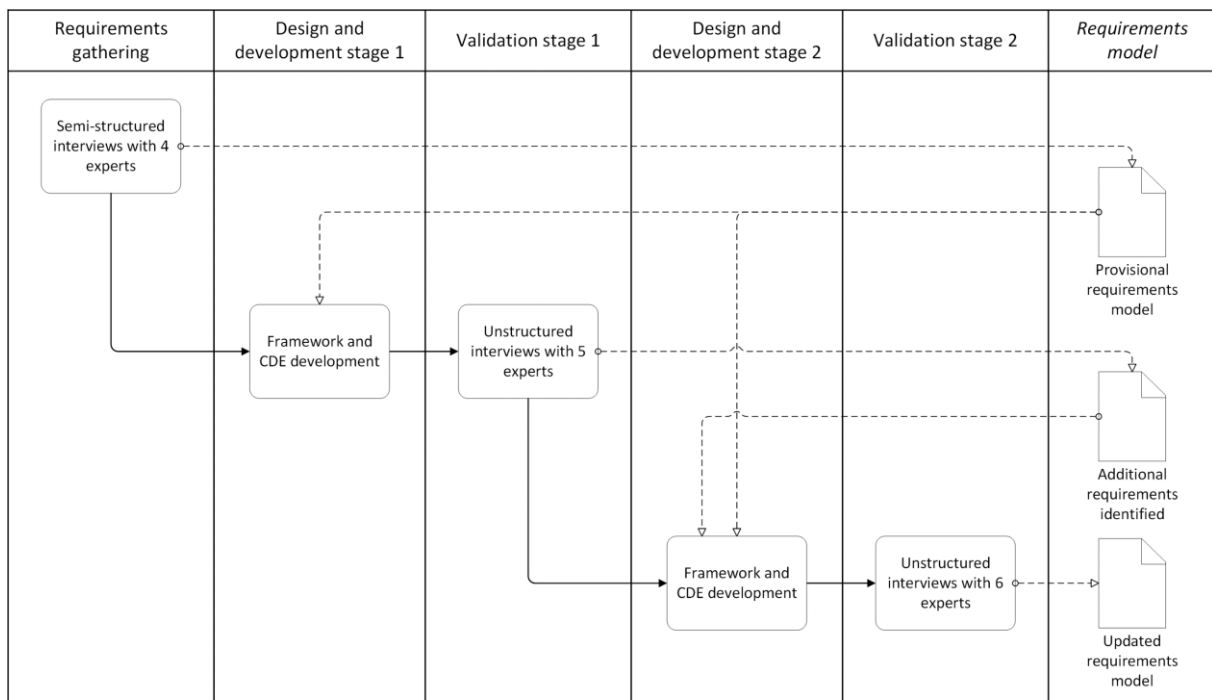 Requirements
gathering
Design and
development stage 1
Validation stage 1
Design and
development stage 2
Validation stage 2
Requirements
model
Semi-structured
interviews with 4
experts
Provisional
requirements
model
Framework and
CDE development
Unstructured
interviews with 5
experts
Additional
requirements
identified
Framework and
CDE development
Unstructured
interviews with 6
experts
Updated
requirements
model